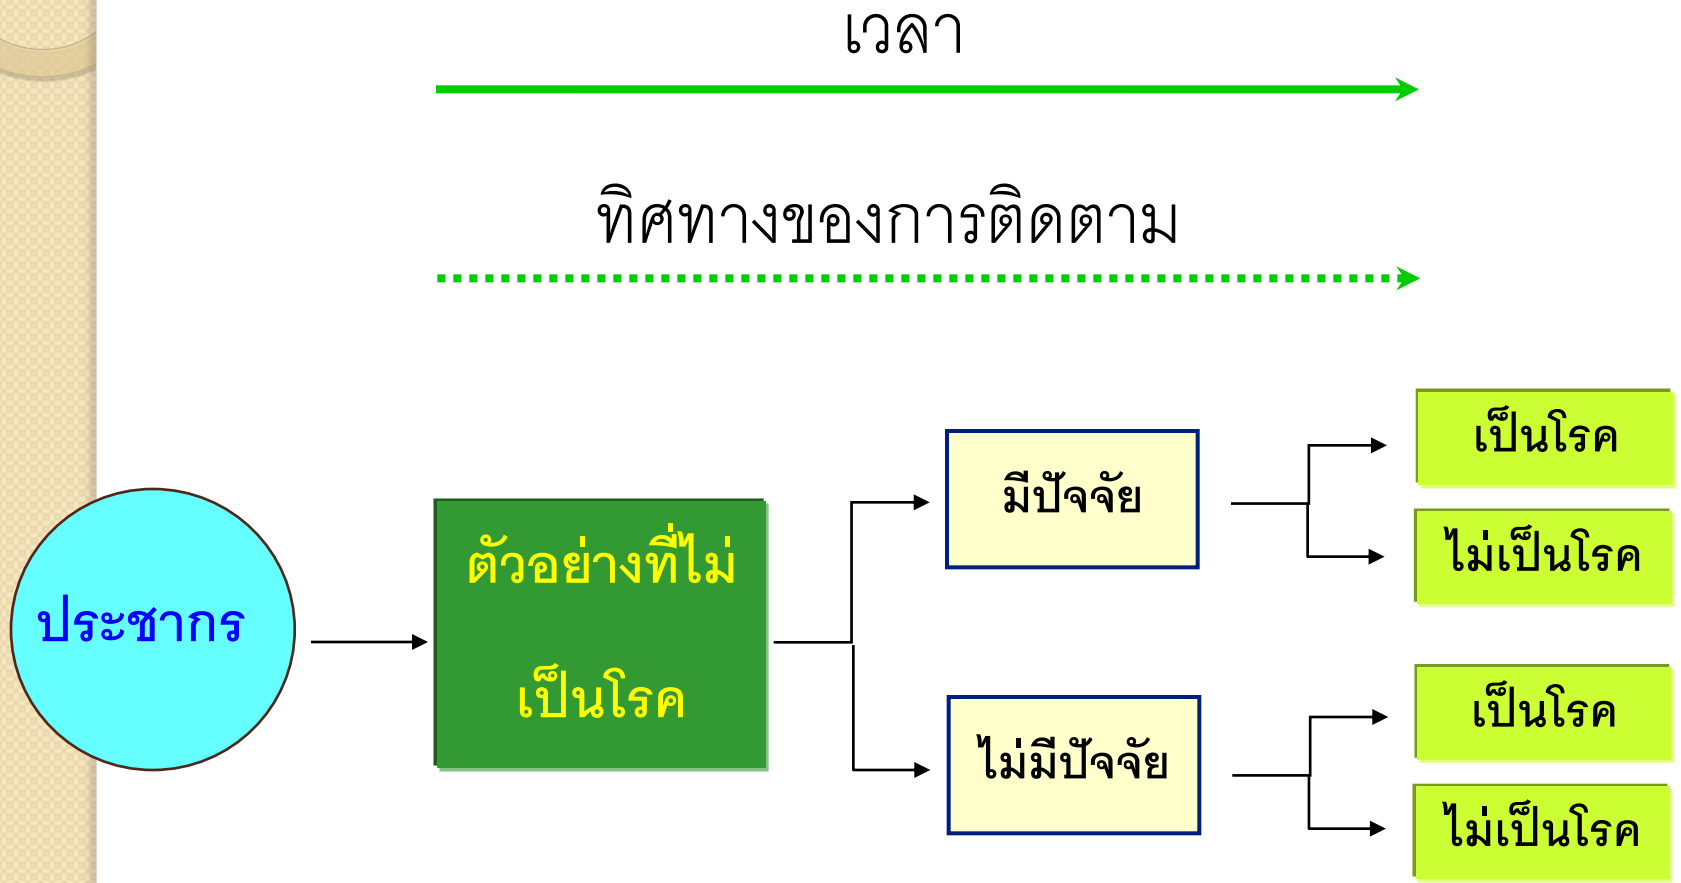 เวลา
ทิศทางของการติดตาม
ประชากร
ตัวอย่างที่ไม่
เป็นโรค
มีปัจจัย
ไม่มีปัจจัย
เป็นโรค
ไม่เป็นโรค
เป็นโรค
ไม่เป็นโรค